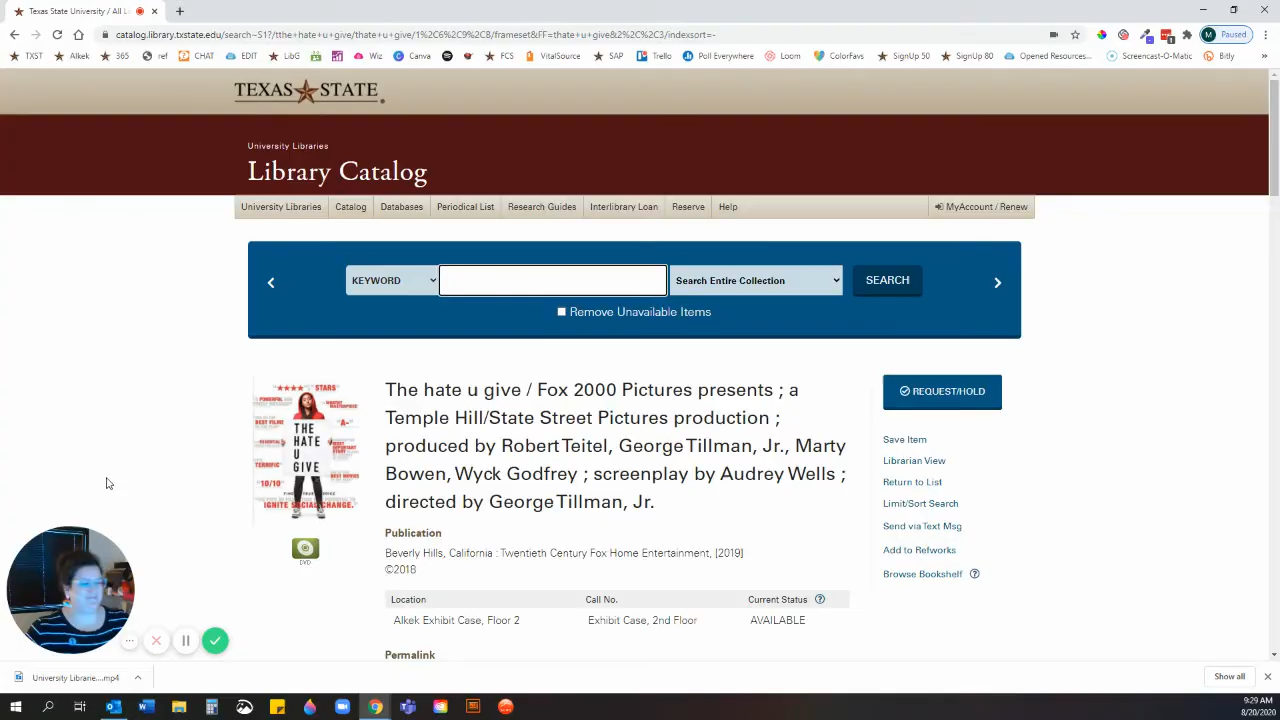 Texas State University / All L
catalog.library.txstate.edu/search~S1?/tthe+hate+u+give/thate+u+give/1%2C6%2C9%2CB/frameset&FF=thate+u+give&2%2C%2C3/indexsort=-
M Paused
TXST Alkek 365 ref CHAT EDIT LibG Wiz Canva FCS VitalSource SAP Trello Poll Everywhere Loom ColorFavs SignUp 50 SignUp 80 Opened Resources... Screencast-O-Matic Bitly »
TEXAS STATE
University Libraries
Library Catalog
University Libraries Catalog Databases Periodical List Research Guides Interlibrary Loan Reserve Help MyAccount / Renew
KEYWORD Search Entire Collection SEARCH
Remove Unavailable Items
THE
HATE
U
GIVE
10/10
IGNITE SOCIAL CHANGE.
DVD
The hate u give / Fox 2000 Pictures presents ; a
Temple Hill/State Street Pictures production ;
produced by Robert Teitel, George Tillman, Jr., Marty
Bowen, Wyck Godfrey ; screenplay by Audrey Wells ;
directed by George Tillman, Jr.
REQUEST/HOLD
Save Item
Librarian View
Return to List
Limit/Sort Search
Send via Text Msg
Add to Refworks
Browse Bookshelf
Publication
Beverly Hills, California : Twentieth Century Fox Home Entertainment, [2019]
©2018
Location Call No. Current Status
Alkek Exhibit Case, Floor 2 Exhibit Case, 2nd Floor AVAILABLE
Permalink
University Librarie....mp4 Show all
9:29 AM
8/20/2020